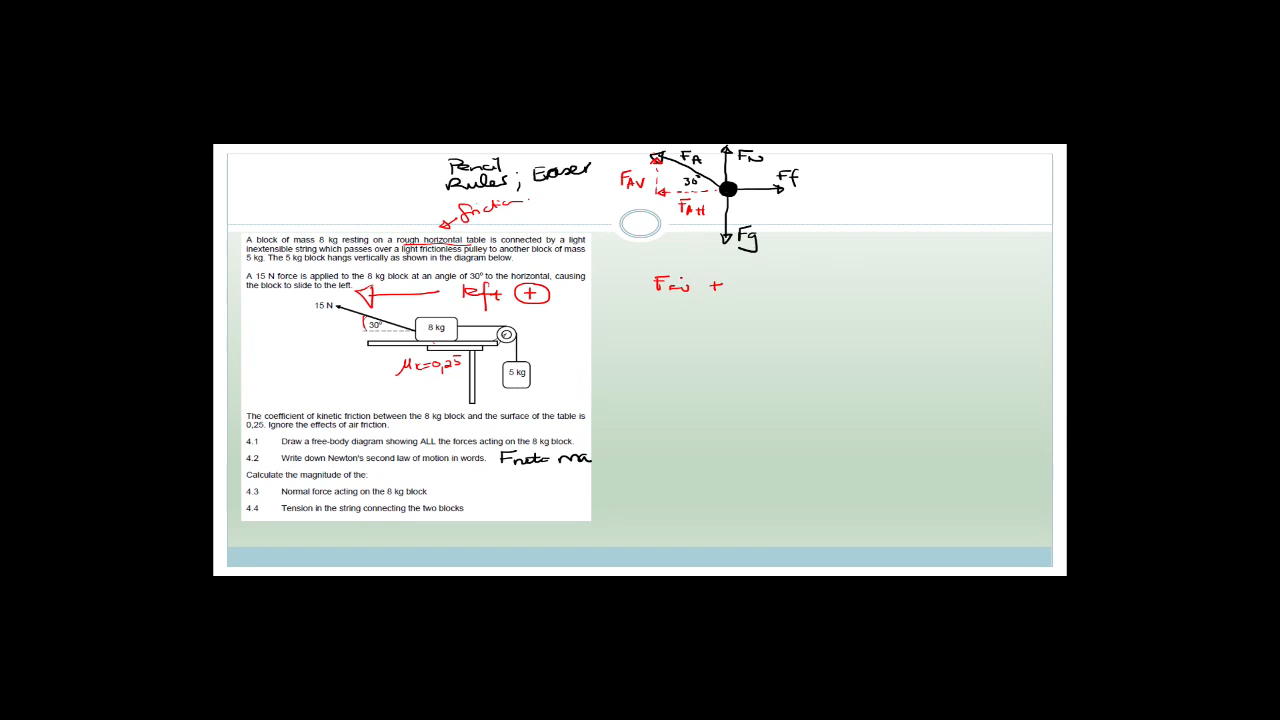 Pencil
Ruler ; Eraser
friction
FAV
FA
30°
FAH
FN
Ff
Fg
A block of mass 8 kg resting on a rough horizontal table is connected by a light
inextensible string which passes over a light frictionless pulley to another block of mass
5 kg. The 5 kg block hangs vertically as shown in the diagram below.
A 15 N force is applied to the 8 kg block at an angle of 30° to the horizontal, causing
the block to slide to the left.
left +
15 N
30°
8 kg
μk=0,25
5 kg
The coefficient of kinetic friction between the 8 kg block and the surface of the table is
0,25. Ignore the effects of air friction.
4.1 Draw a free-body diagram showing ALL the forces acting on the 8 kg block.
4.2 Write down Newton's second law of motion in words. Fnet= ma
Calculate the magnitude of the:
4.3 Normal force acting on the 8 kg block
4.4 Tension in the string connecting the two blocks
+